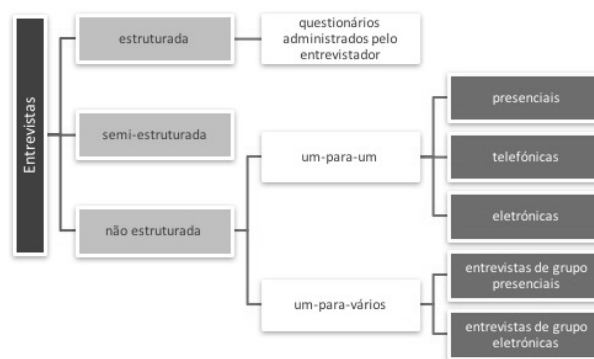 Entrevistas
estruturada
questionários
administrados pelo
entrevistador
semi-estruturada
não estruturada
um-para-um
presenciais
telefónicas
eletrónicas
um-para-vários
entrevistas de grupo
presenciais
entrevistas de grupo
eletrónicas